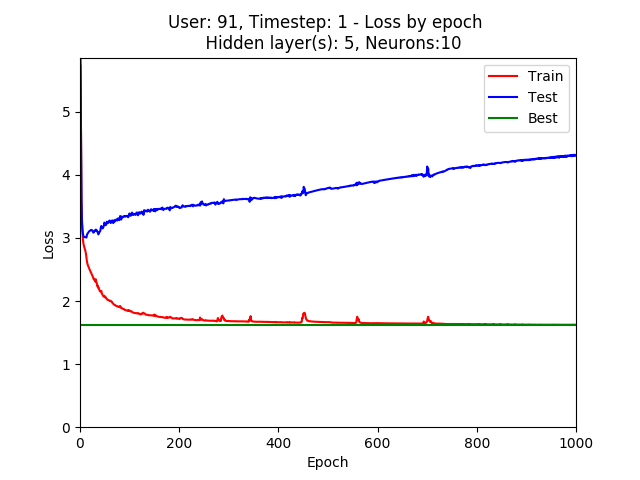 User: 91, Timestep: 1 - Loss by epoch
Hidden layer(s): 5, Neurons:10
Train
Test
Best
5
4
3
2
1
0
Loss
0
200
400
600
800
1000
Epoch